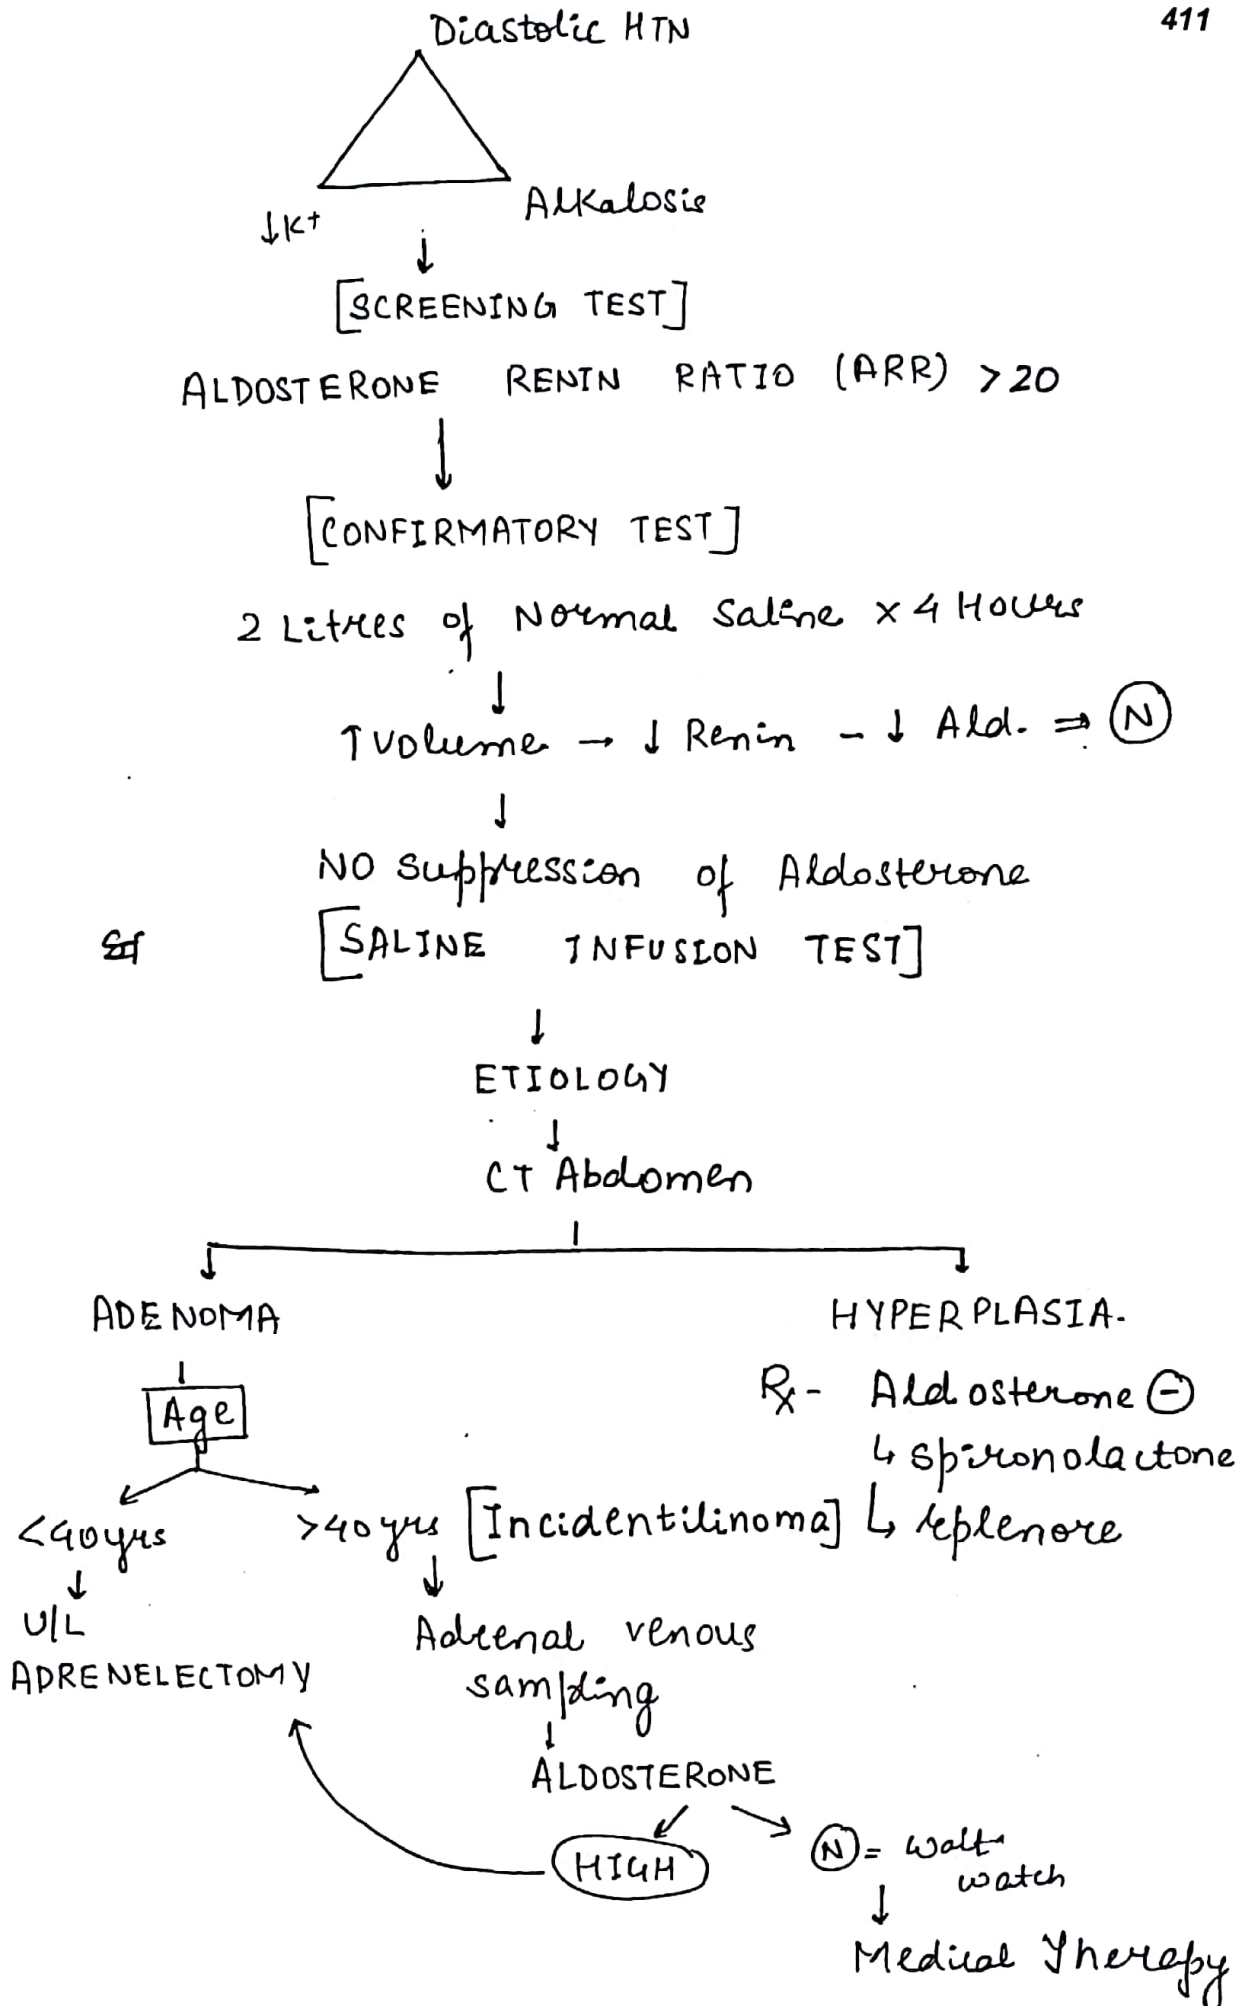 411
Diastolic HTN
↓K+
Alkalosis
↓
[SCREENING TEST]
ALDOSTERONE RENIN RATIO (ARR) >20
↓
[CONFIRMATORY TEST]
2 Litres of Normal Saline x 4 Hours
↓
↑Volume → ↓ Renin - ↓ Ald. ⇒ (N)
↓
NO Suppression of Aldosterone
[SALINE INFUSION TEST]
↓
ETIOLOGY
↓
CT Abdomen
ADENOMA HYPERPLASIA.
Age
Rx - Aldosterone ⊖
↳ spironolactone
<40yrs >40yrs [Incidentilinoma] ↳ eplenore
↓ ↓
U/L
ADRENELECTOMY
Adrenal venous
sampling
↓
ALDOSTERONE
HIGH
(N) = wait
watch
↓
Medical Therapy